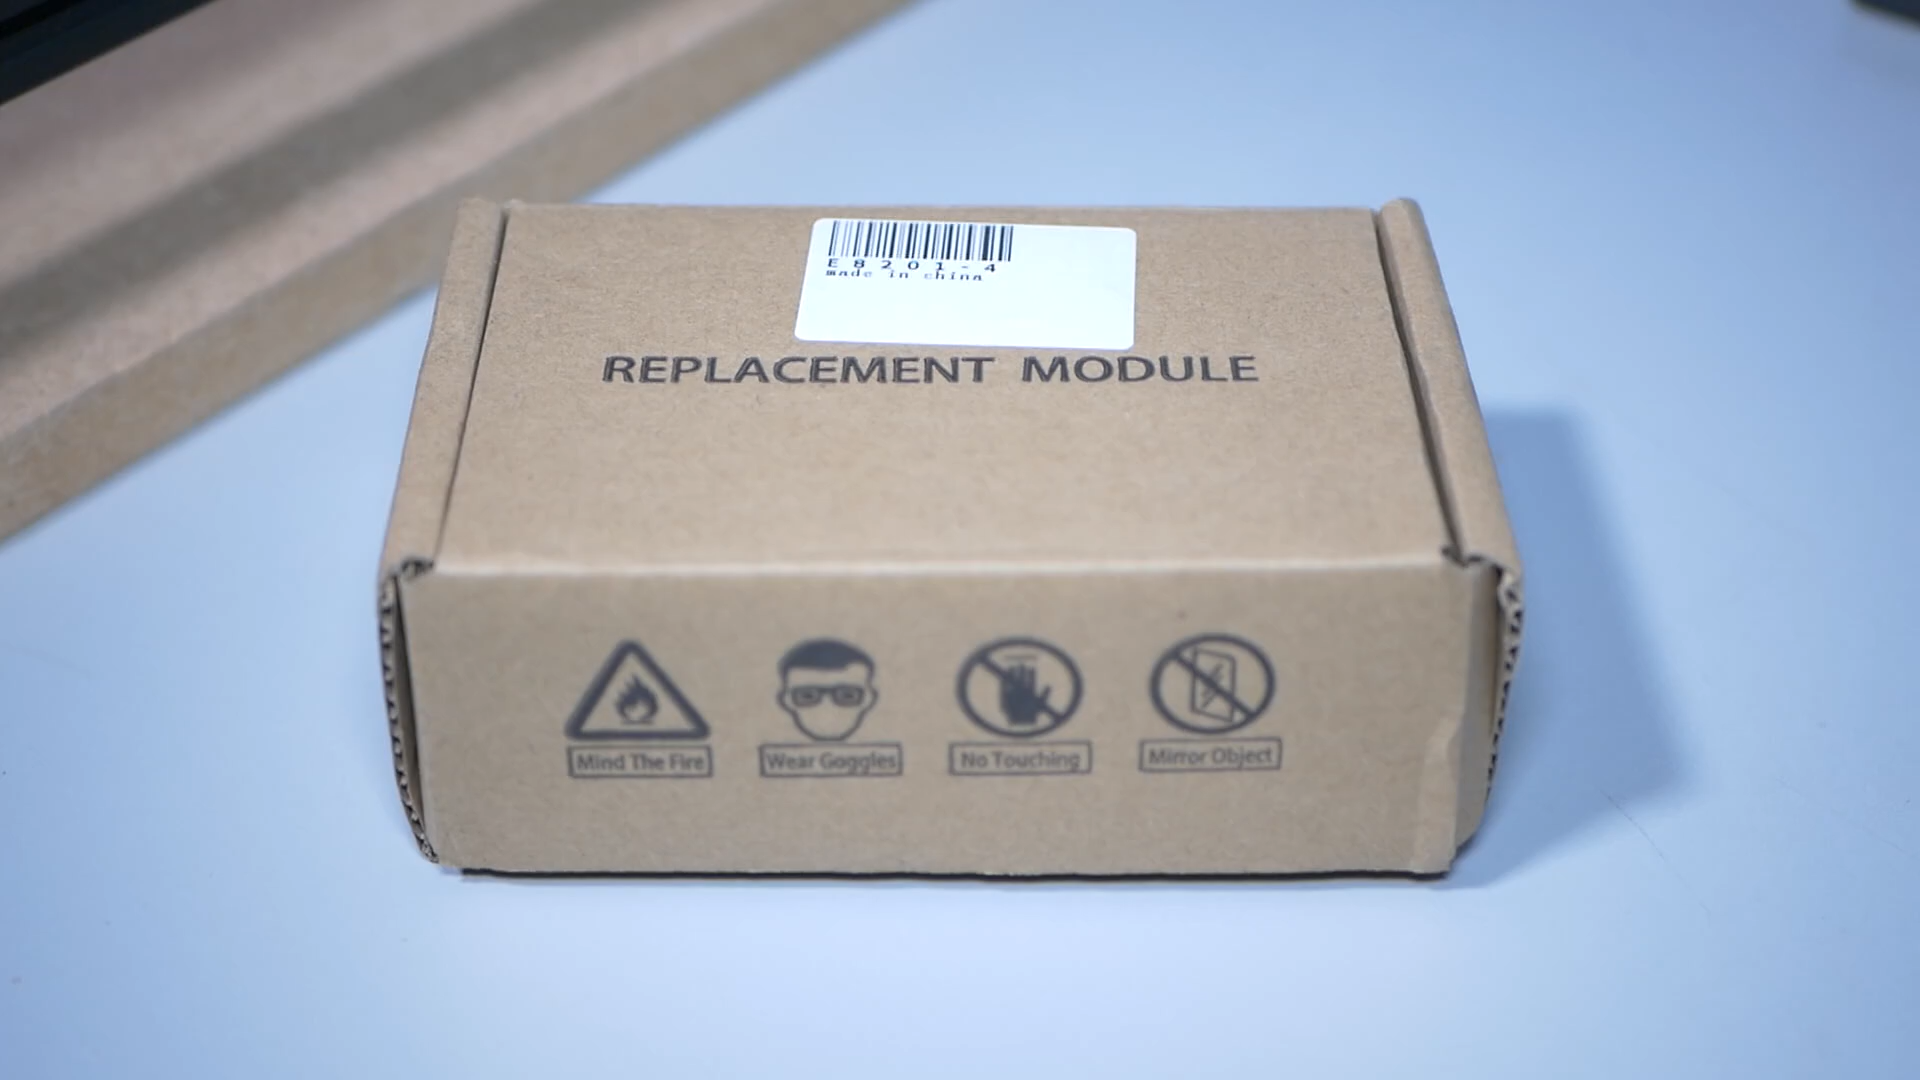 E8201-4
made in china
REPLACEMENT MODULE
Mind The Fire
Wear Goggles
No Touching
Mirror Object